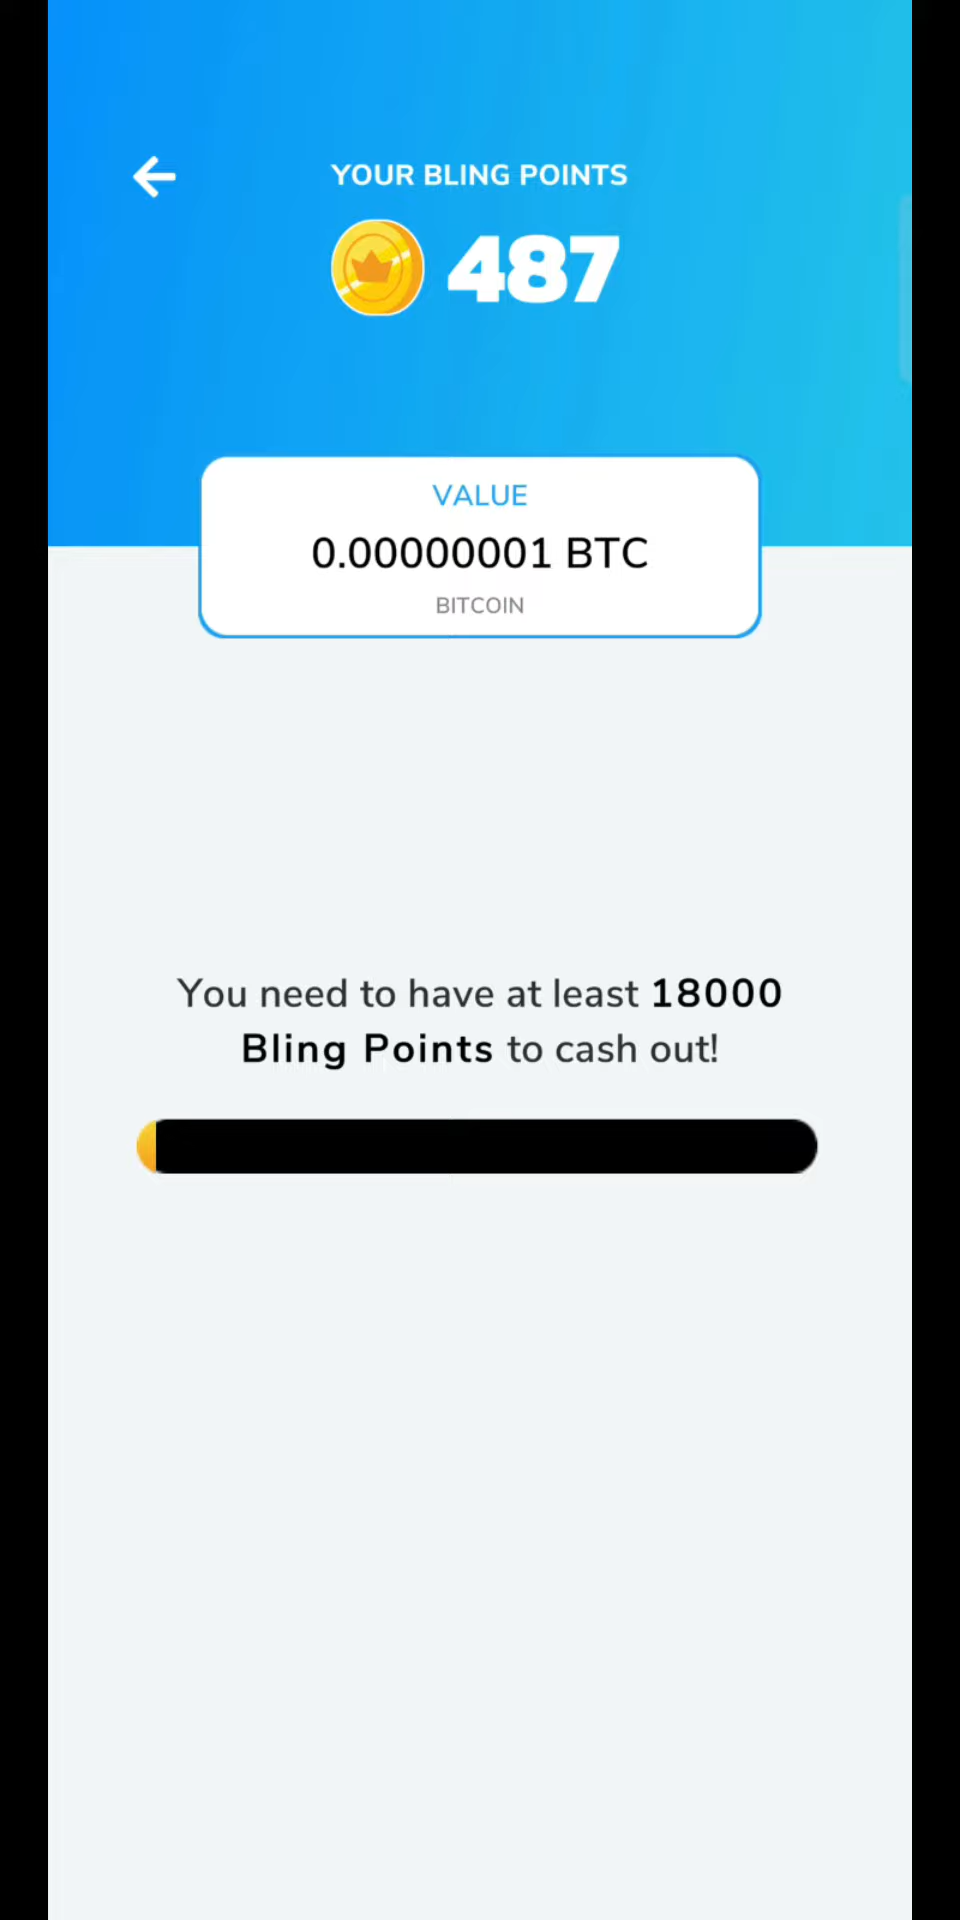 YOUR BLING POINTS
487
VALUE
0.00000001 BTC
BITCOIN
You need to have at least 18000
Bling Points to cash out!